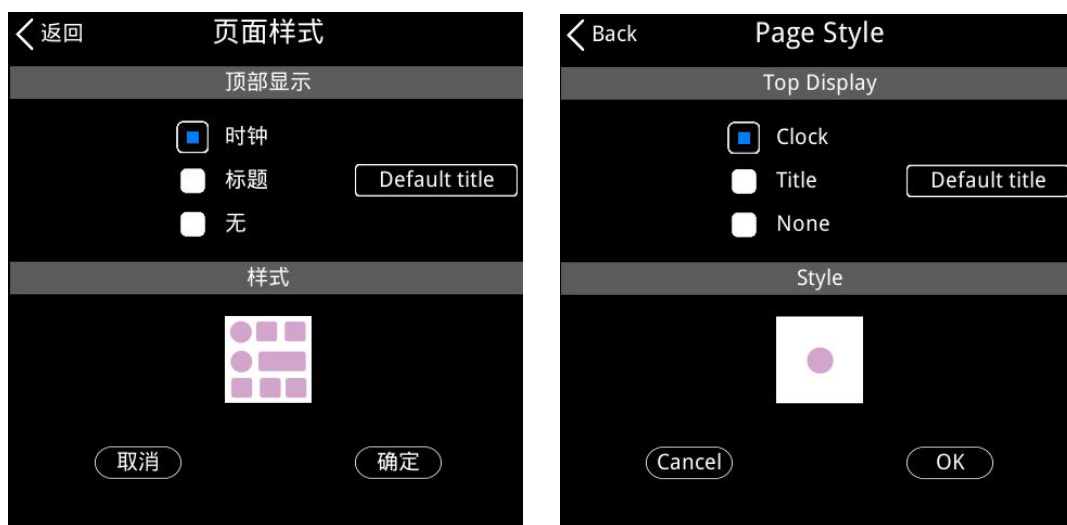 返回 页面样式
顶部显示
时钟
标题 Default title
无
样式
取消 确定
Back Page Style
Top Display
Clock
Title Default title
None
Style
Cancel OK